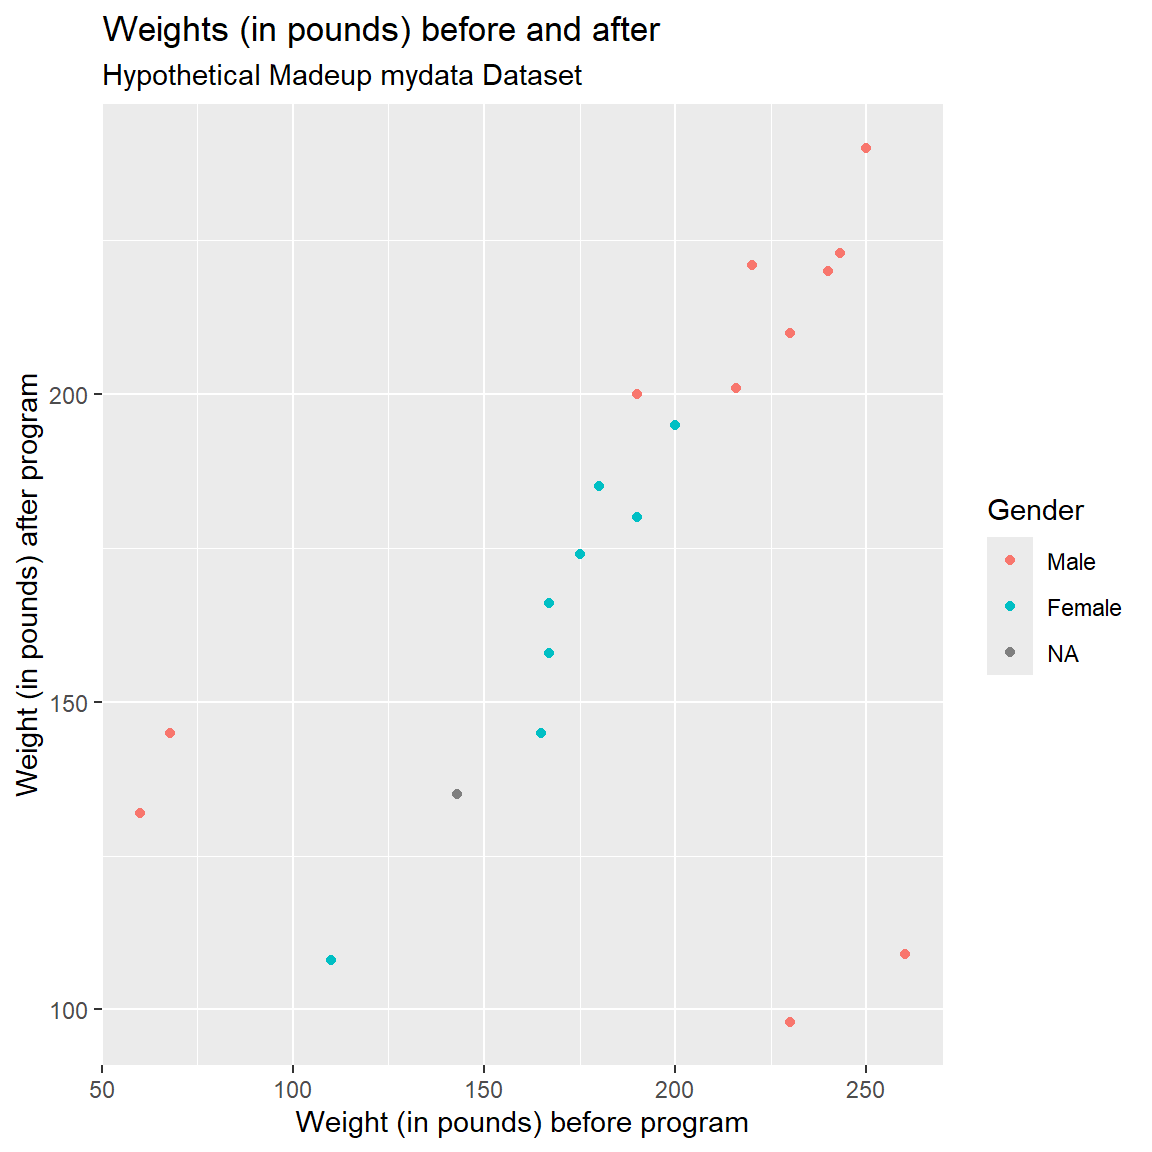 Weights (in pounds) before and after
Hypothetical Madeup mydata Dataset
Weight (in pounds) after program
200
150
100
50
100
150
200
250
Weight (in pounds) before program
Gender
Male
Female
NA